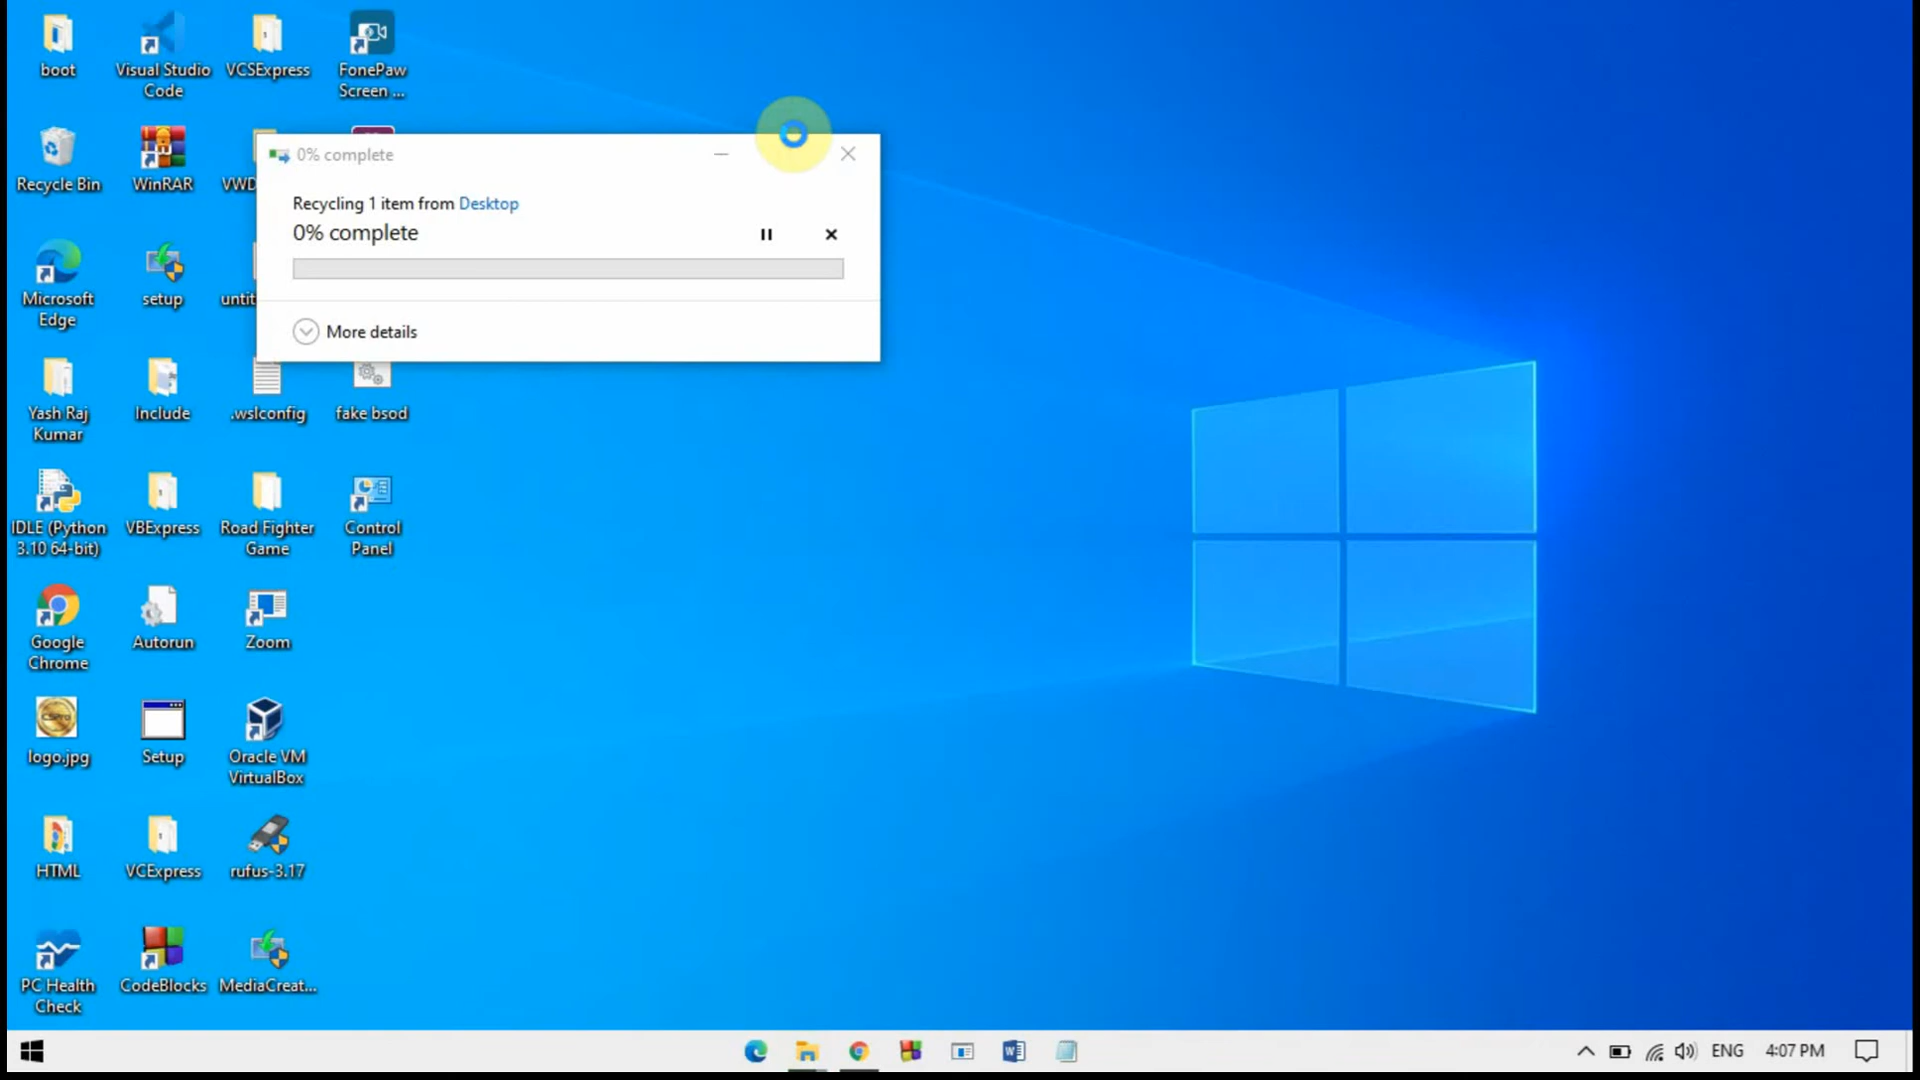 boot
Visual Studio
Code
VCSExpress
FonePaw
Screen ...
Recycle Bin
WinRAR
VWD
0% complete
Recycling 1 item from Desktop
0% complete
More details
Microsoft
Edge
setup
untit
Yash Raj
Kumar
Include
.wslconfig
fake bsod
IDLE (Python
3.10 64-bit)
VBExpress
Road Fighter
Game
Control
Panel
Google
Chrome
Autorun
Zoom
logo.jpg
Setup
Oracle VM
VirtualBox
HTML
VCExpress
rufus-3.17
PC Health
Check
CodeBlocks
MediaCreat...
ENG
4:07 PM